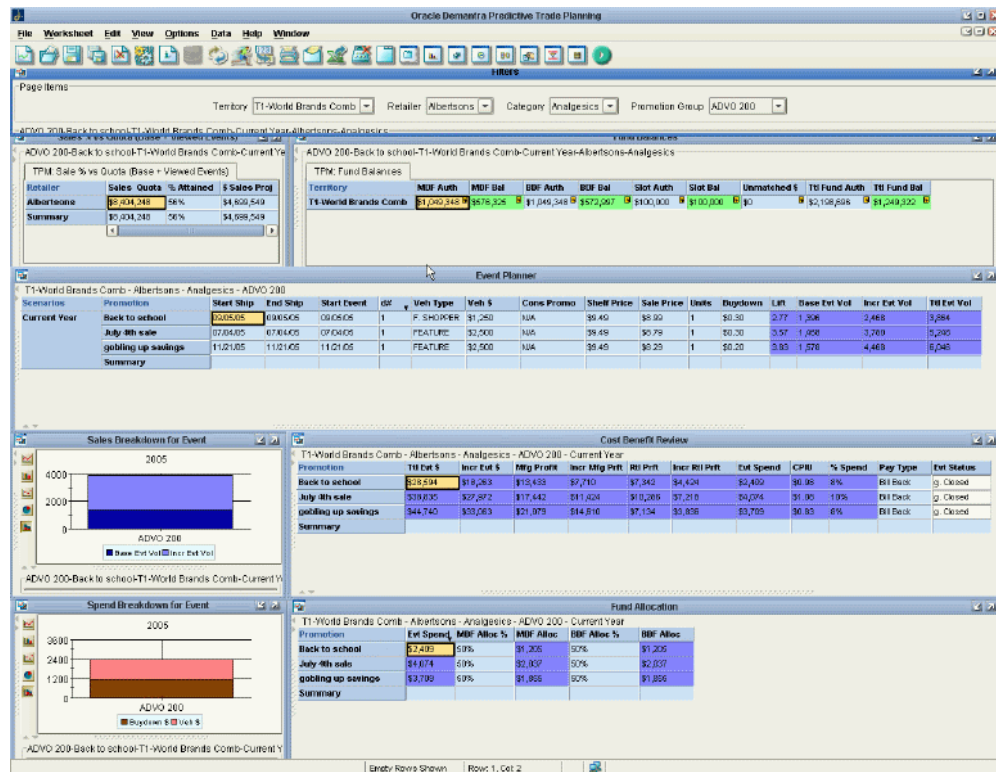 Oracle Demantra Predictive Trade Planning
File Worksheet Edit View Options Data Help Window
Filters
Page Items
Territory T1-World Brands Comb Retailer Albertsons Category Analgesics Promotion Group ADVO 200
ADVO 200-Back to school-T1-World Brands Comb-Current Year-Albertsons-Analgesics
Sales % vs Quota (Base + Viewed Events) Fund Balances
ADVO 200-Back to school-T1-World Brands Comb-Current Ye ADVO 200-Back to school-T1-World Brands Comb-Current Year-Albertsons-Analgesics
TPM: Sale % vs Quota (Base + Viewed Events) TPM: Fund Balances
Retailer Sales Quota % Attained $ Sales Proj
Albertsons $8,404,248 56% $4,699,549
Summary $8,404,248 56% $4,699,549
Territory MDF Auth MDF Bal BDF Auth BDF Bal Slot Auth Slot Bal Unmatched $ Ttl Fund Auth Ttl Fund Bal
T1-World Brands Comb $1,049,348 $576,325 $1,049,348 $572,997 $100,000 $100,000 $0 $2,198,696 $1,249,322
Event Planner
T1-World Brands Comb - Albertsons - Analgesics - ADVO 200
Scenarios Promotion Start Ship End Ship Start Event Veh Type Veh $ Cons Promo Shelf Price Sale Price Units Buydown Lift Base Evt Vol Incr Evt Vol Ttl Evt Vol
Current Year Back to school 09/05/05 09/05/05 09/05/05 1 F. SHOPPER $1,250 N/A $9.49 $8.99 1 $0.30 2.77 1,396 2,468 3,864
July 4th sale 07/04/05 07/04/05 07/04/05 1 FEATURE $2,500 N/A $9.49 $6.79 1 $0.30 3.57 1,458 3,789 5,246
gobling up savings 11/21/05 11/21/05 11/21/05 1 FEATURE $2,500 N/A $9.49 $8.29 1 $0.20 3.83 1,578 4,468 6,046
Summary
Sales Breakdown for Event Cost Benefit Review
2005
4000
2000
0
ADVO 200
Base Evt Vol Incr Evt Vol
ADVO 200-Back to school-T1-World Brands Comb-Current Y
T1-World Brands Comb - Albertsons - Analgesics - ADVO 200 - Current Year
Promotion Ttl Evt $ Incr Evt $ Mfg Profit Incr Mfg Prft Rtl Prft Incr Rtl Prft Evt Spend CPIU % Spend Pay Type Evt Status
Back to school $28,594 $18,263 $13,433 $7,710 $7,342 $4,424 $2,409 $0.98 8% Bill Back g. Closed
July 4th sale $27,972 $17,442 $11,424 $10,266 $7,218 $4,074 10% Bill Back g. Closed
gobling up savings $44,740 $33,063 $21,079 $7,134 $3,709 $0.83 8% Bill Back g. Closed
Summary
Spend Breakdown for Event Fund Allocation
2005
3600
2400
1200
0
ADVO 200
Buydown $ Veh $
ADVO 200-Back to school-T1-World Brands Comb-Current Y
T1-World Brands Comb - Albertsons - Analgesics - ADVO 200 - Current Year
Promotion Evt Spend MDF Alloc % MDF Alloc BDF Alloc % BDF Alloc
Back to school $2,409 50% $1,205 50% $1,205
July 4th sale $4,074 50% $2,037 50% $2,037
gobling up savings $3,709 50%
Summary
Empty Rows Shown Row: 1, Col: 2